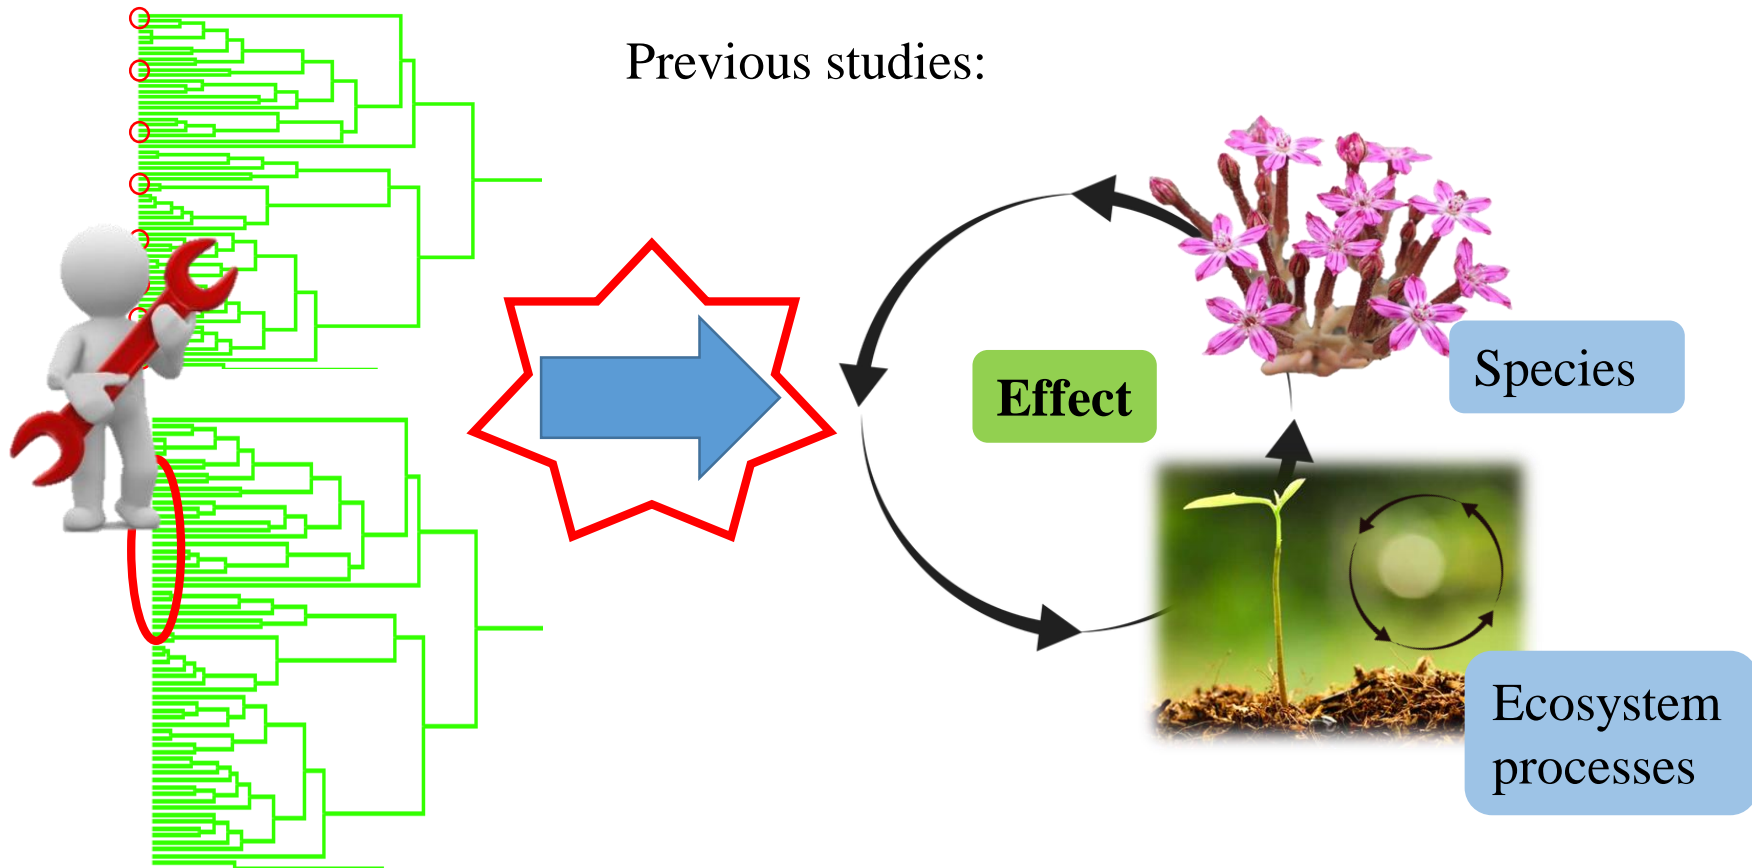 Previous studies:
Effect
Species
Ecosystem
processes